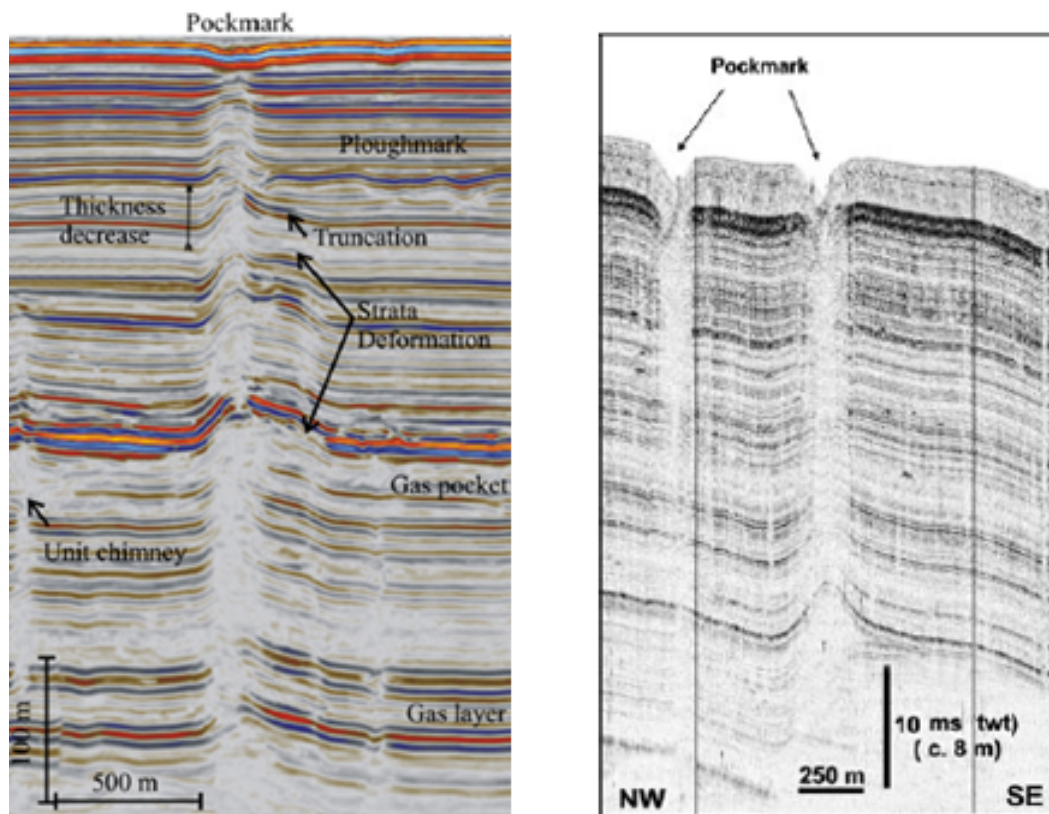 Pockmark
Ploughmark
Thickness
decrease
Truncation
Strata
Deformation
Gas pocket
Unit chimney
Gas layer
100 m
500 m
Pockmark
10 ms (twt)
( c. 8 m)
250 m
NW
SE